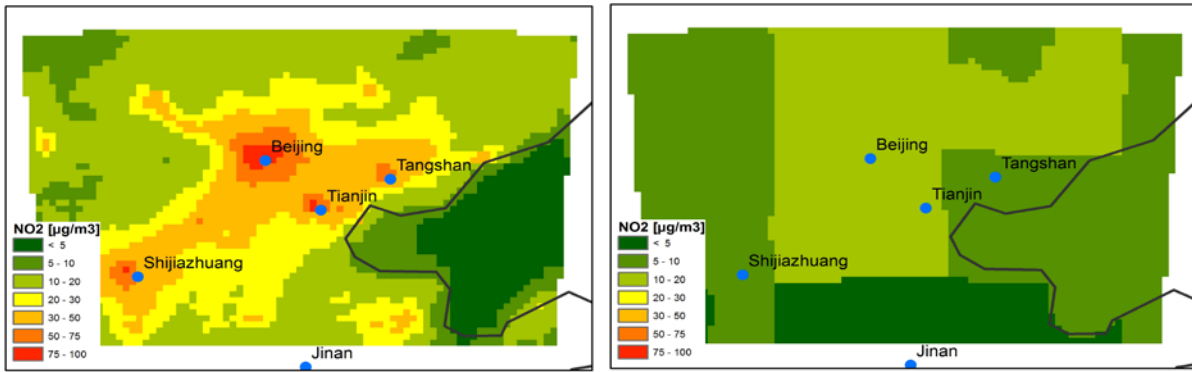 Beijing
Tangshan
Tianjin
NO2 [µg/m3]
< 5
5 - 10
10 - 20
20 - 30
30 - 50
50 - 75
75 - 100
Shijiazhuang
Jinan
Beijing
Tangshan
Tianjin
NO2 [µg/m3]
< 5
5 - 10
10 - 20
20 - 30
30 - 50
50 - 75
75 - 100
Shijiazhuang
Jinan